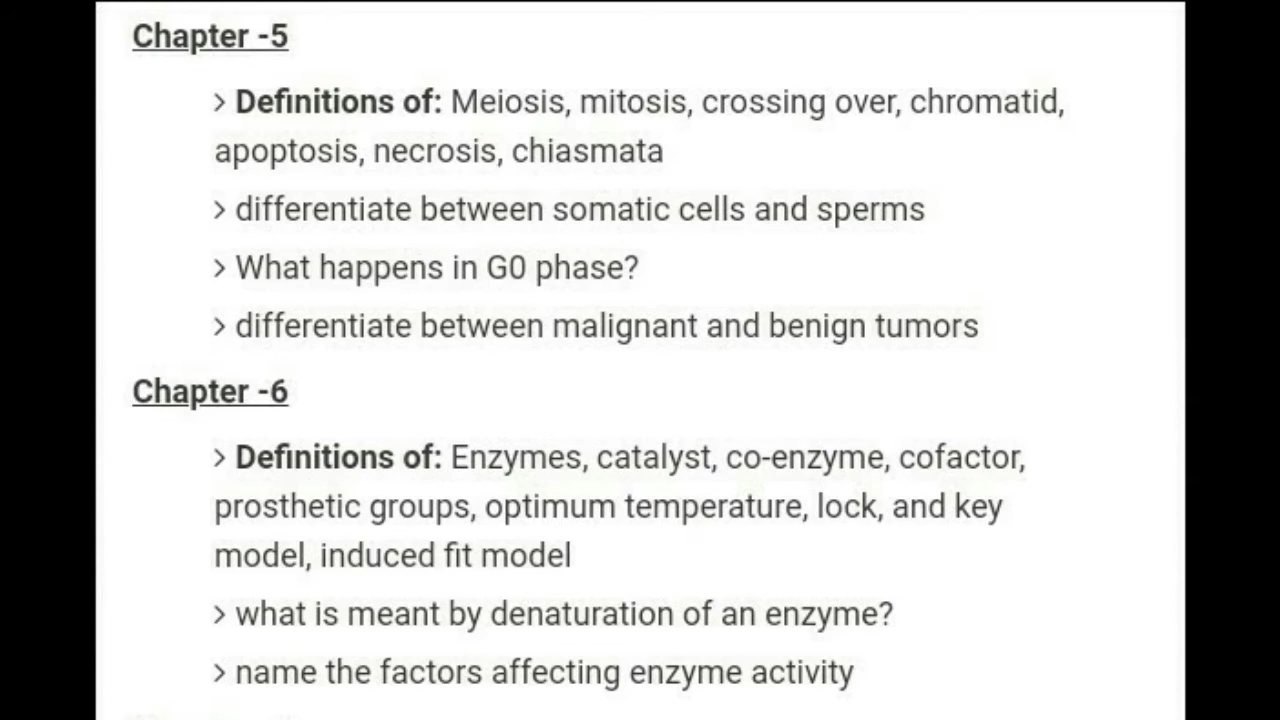 Chapter -5
> Definitions of: Meiosis, mitosis, crossing over, chromatid,
apoptosis, necrosis, chiasmata
> differentiate between somatic cells and sperms
> What happens in G0 phase?
> differentiate between malignant and benign tumors
Chapter -6
> Definitions of: Enzymes, catalyst, co-enzyme, cofactor,
prosthetic groups, optimum temperature, lock, and key
model, induced fit model
> what is meant by denaturation of an enzyme?
> name the factors affecting enzyme activity